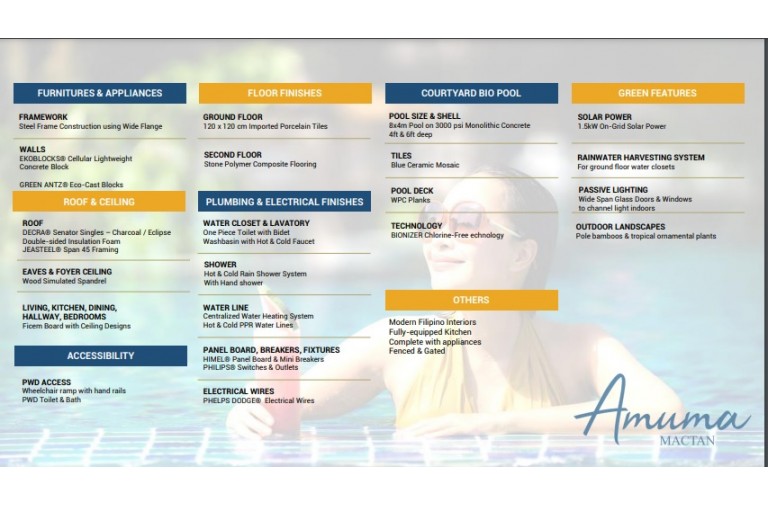 FURNITURES & APPLIANCES
FRAMEWORK
Steel Frame Construction using Wide Flange
WALLS
EKOBLOCKS® Cellular Lightweight
Concrete Block
GREEN ANTZ® Eco-Cast Blocks
ROOF & CEILING
ROOF
DECRA® Senator Singles – Charcoal / Eclipse
Double-sided Insulation Foam
JEASTEEL® Span 45 Framing
EAVES & FOYER CEILING
Wood Simulated Spandrel
LIVING, KITCHEN, DINING,
HALLWAY, BEDROOMS
Ficem Board with Ceiling Designs
ACCESSIBILITY
PWD ACCESS
Wheelchair ramp with hand rails
PWD Toilet & Bath
FLOOR FINISHES
GROUND FLOOR
120 x 120 cm Imported Porcelain Tiles
SECOND FLOOR
Stone Polymer Composite Flooring
PLUMBING & ELECTRICAL FINISHES
WATER CLOSET & LAVATORY
One Piece Toilet with Bidet
Washbasin with Hot & Cold Faucet
SHOWER
Hot & Cold Rain Shower System
With Hand shower
WATER LINE
Centralized Water Heating System
Hot & Cold PPR Water Lines
PANEL BOARD, BREAKERS, FIXTURES
HIMEL® Panel Board & Mini Breakers
PHILIPS® Switches & Outlets
ELECTRICAL WIRES
PHELPS DODGE® Electrical Wires
COURTYARD BIO POOL
POOL SIZE & SHELL
8x4m Pool on 3000 psi Monolithic Concrete
4ft & 6ft deep
TILES
Blue Ceramic Mosaic
POOL DECK
WPC Planks
TECHNOLOGY
BIONIZER Chlorine-Free echnology
OTHERS
Modern Filipino Interiors
Fully-equipped Kitchen
Complete with appliances
Fenced & Gated
GREEN FEATURES
SOLAR POWER
1.5kW On-Grid Solar Power
RAINWATER HARVESTING SYSTEM
For ground floor water closets
PASSIVE LIGHTING
Wide Span Glass Doors & Windows
to channel light indoors
OUTDOOR LANDSCAPES
Pole bamboos & tropical ornamental plants
Amuma
MACTAN